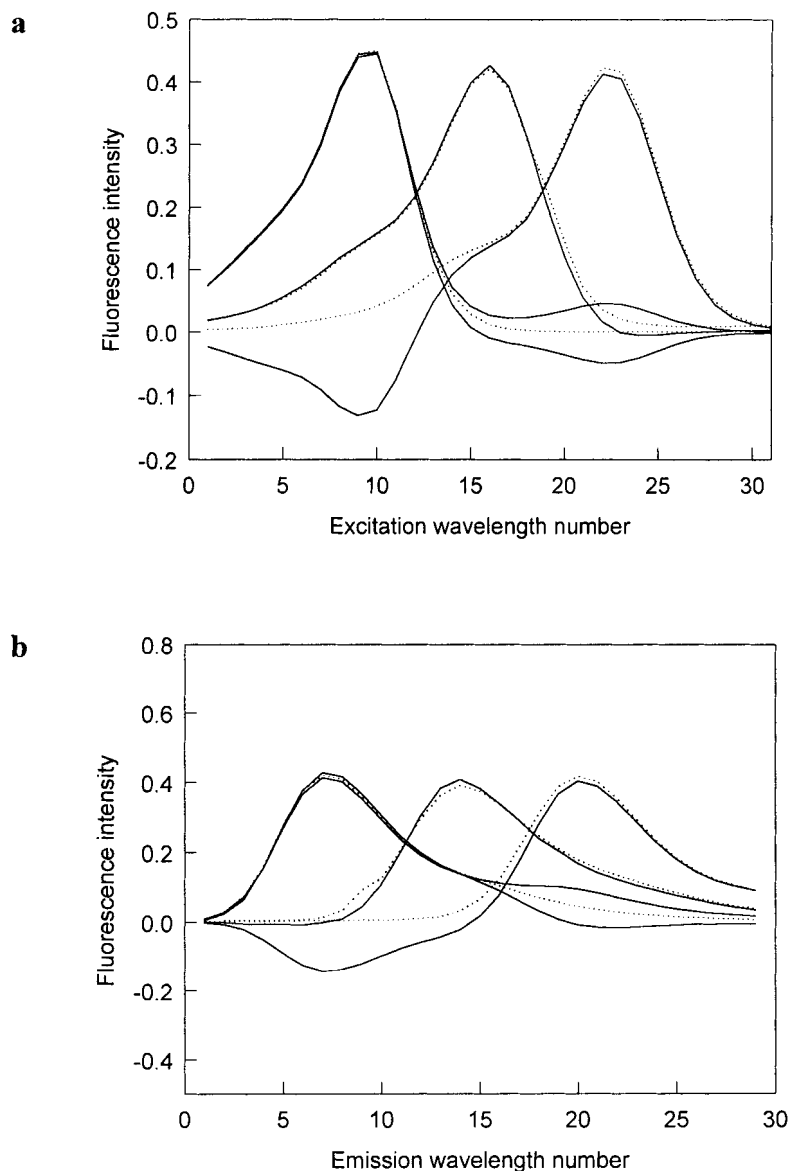 a
0.5
0.4
0.3
0.2
0.1
0.0
-0.1
-0.2
Fluorescence intensity
0 5 10 15 20 25 30
Excitation wavelength number
b
0.8
0.6
0.4
0.2
0.0
-0.2
-0.4
Fluorescence intensity
0 5 10 15 20 25 30
Emission wavelength number